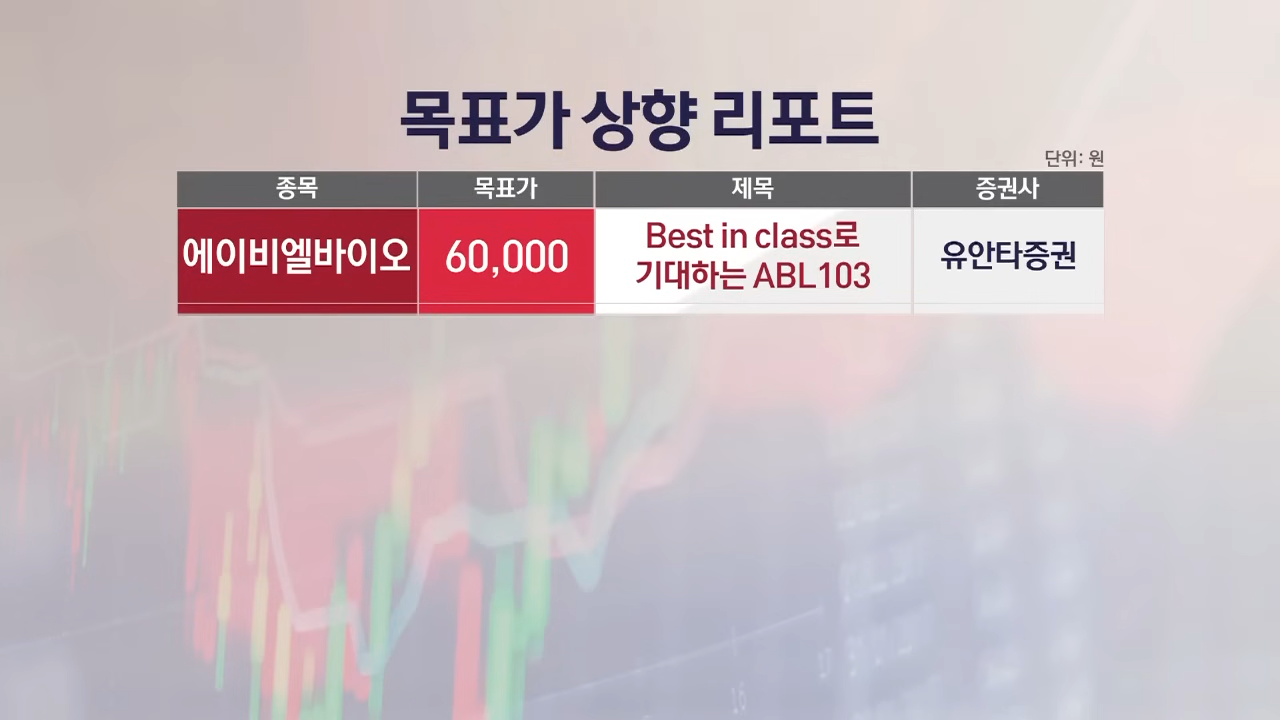 목표가 상향 리포트
단위: 원
종목 목표가 제목 증권사
에이비엘바이오 60,000 Best in class로 기대하는 ABL103 유안타증권
16
17